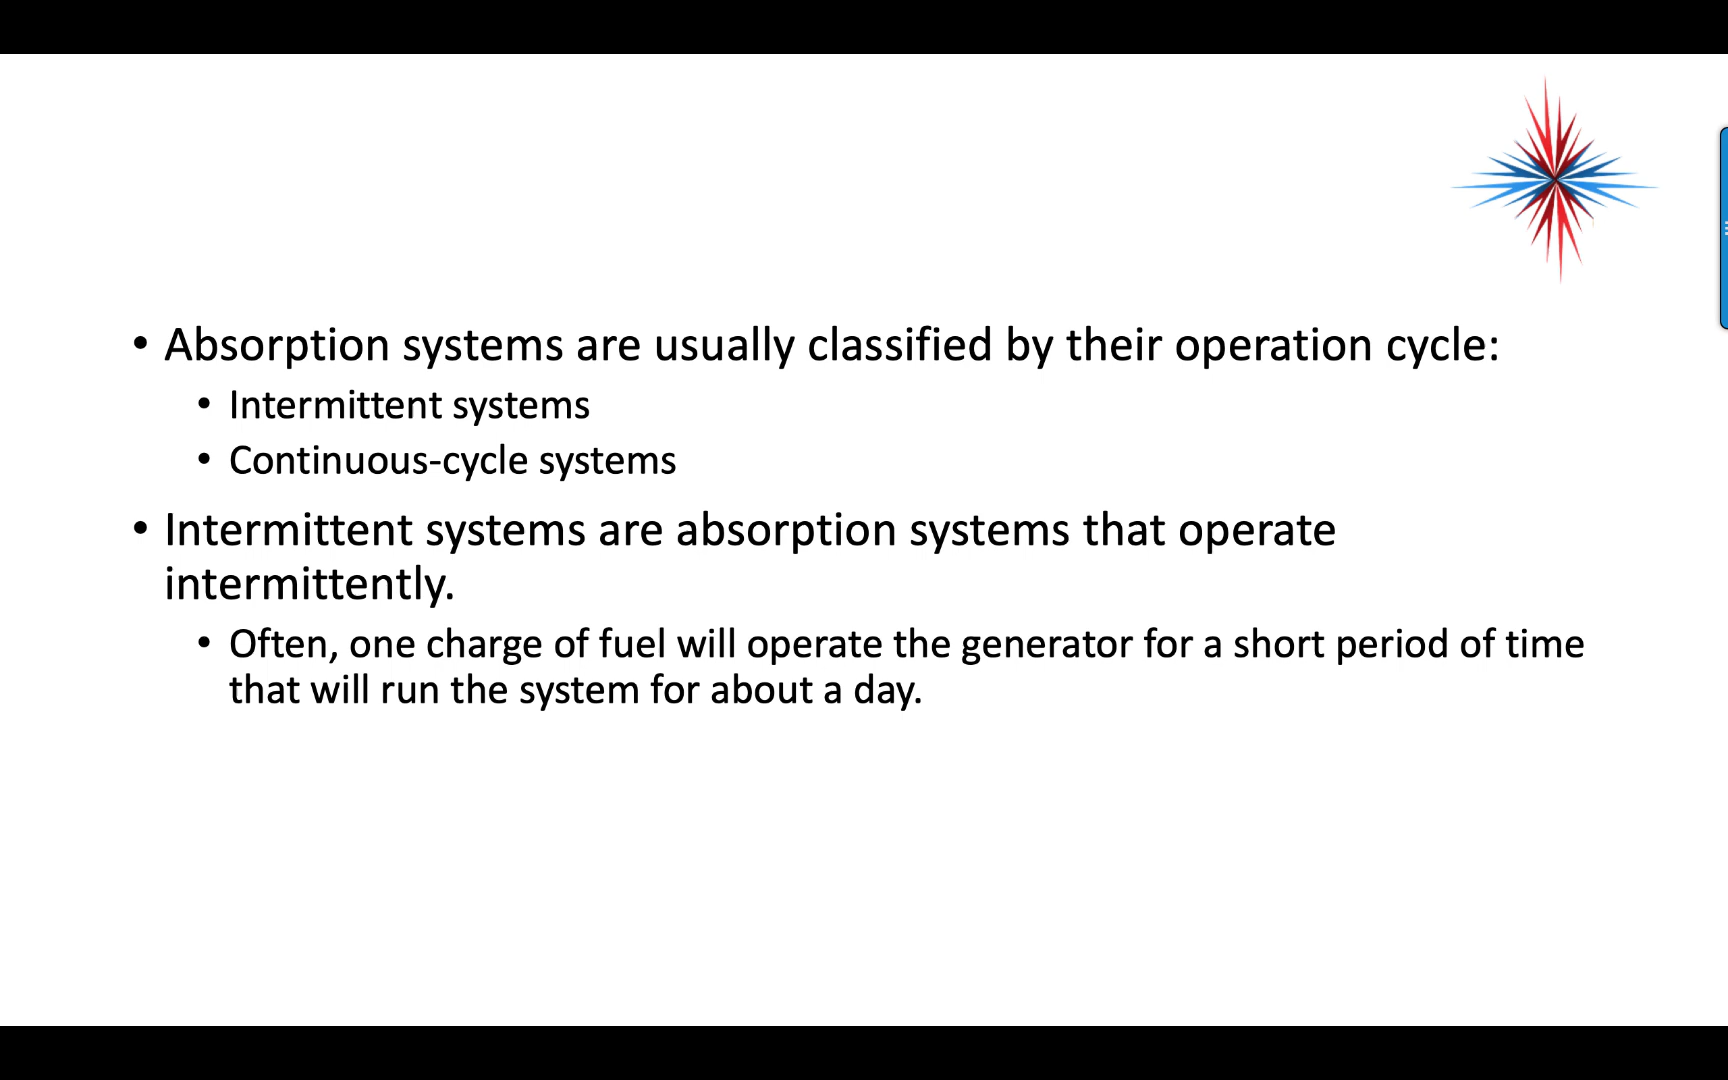 • Absorption systems are usually classified by their operation cycle:
• Intermittent systems
• Continuous-cycle systems
• Intermittent systems are absorption systems that operate
intermittently.
• Often, one charge of fuel will operate the generator for a short period of time
that will run the system for about a day.